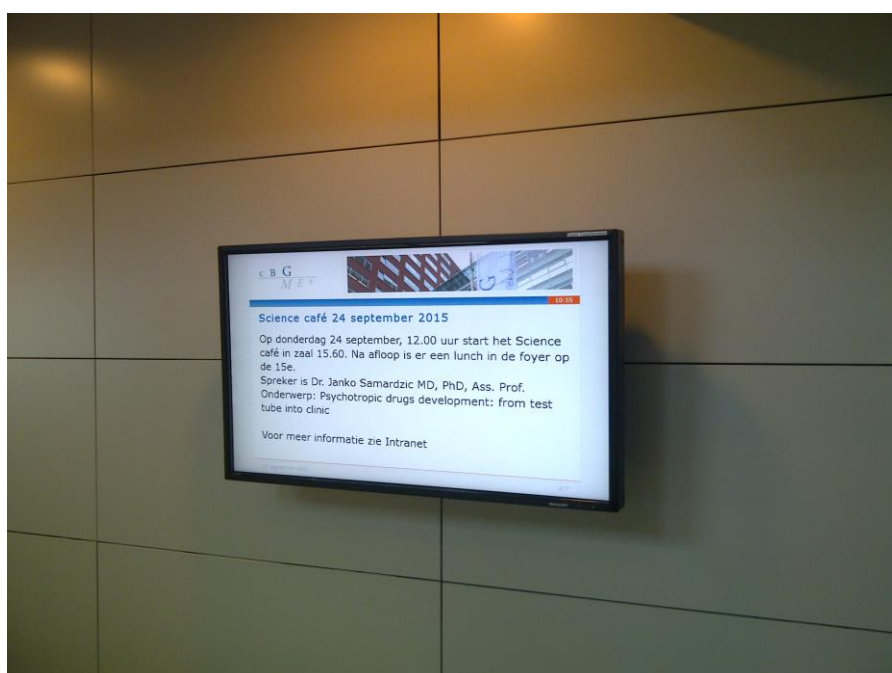 c B G
M E B
10:55
Science café 24 september 2015
Op donderdag 24 september, 12.00 uur start het Science
café in zaal 15.60. Na afloop is er een lunch in de foyer op
de 15e.
Spreker is Dr. Janko Samardzic MD, PhD, Ass. Prof.
Onderwerp: Psychotropic drugs development: from test
tube into clinic
Voor meer informatie zie Intranet